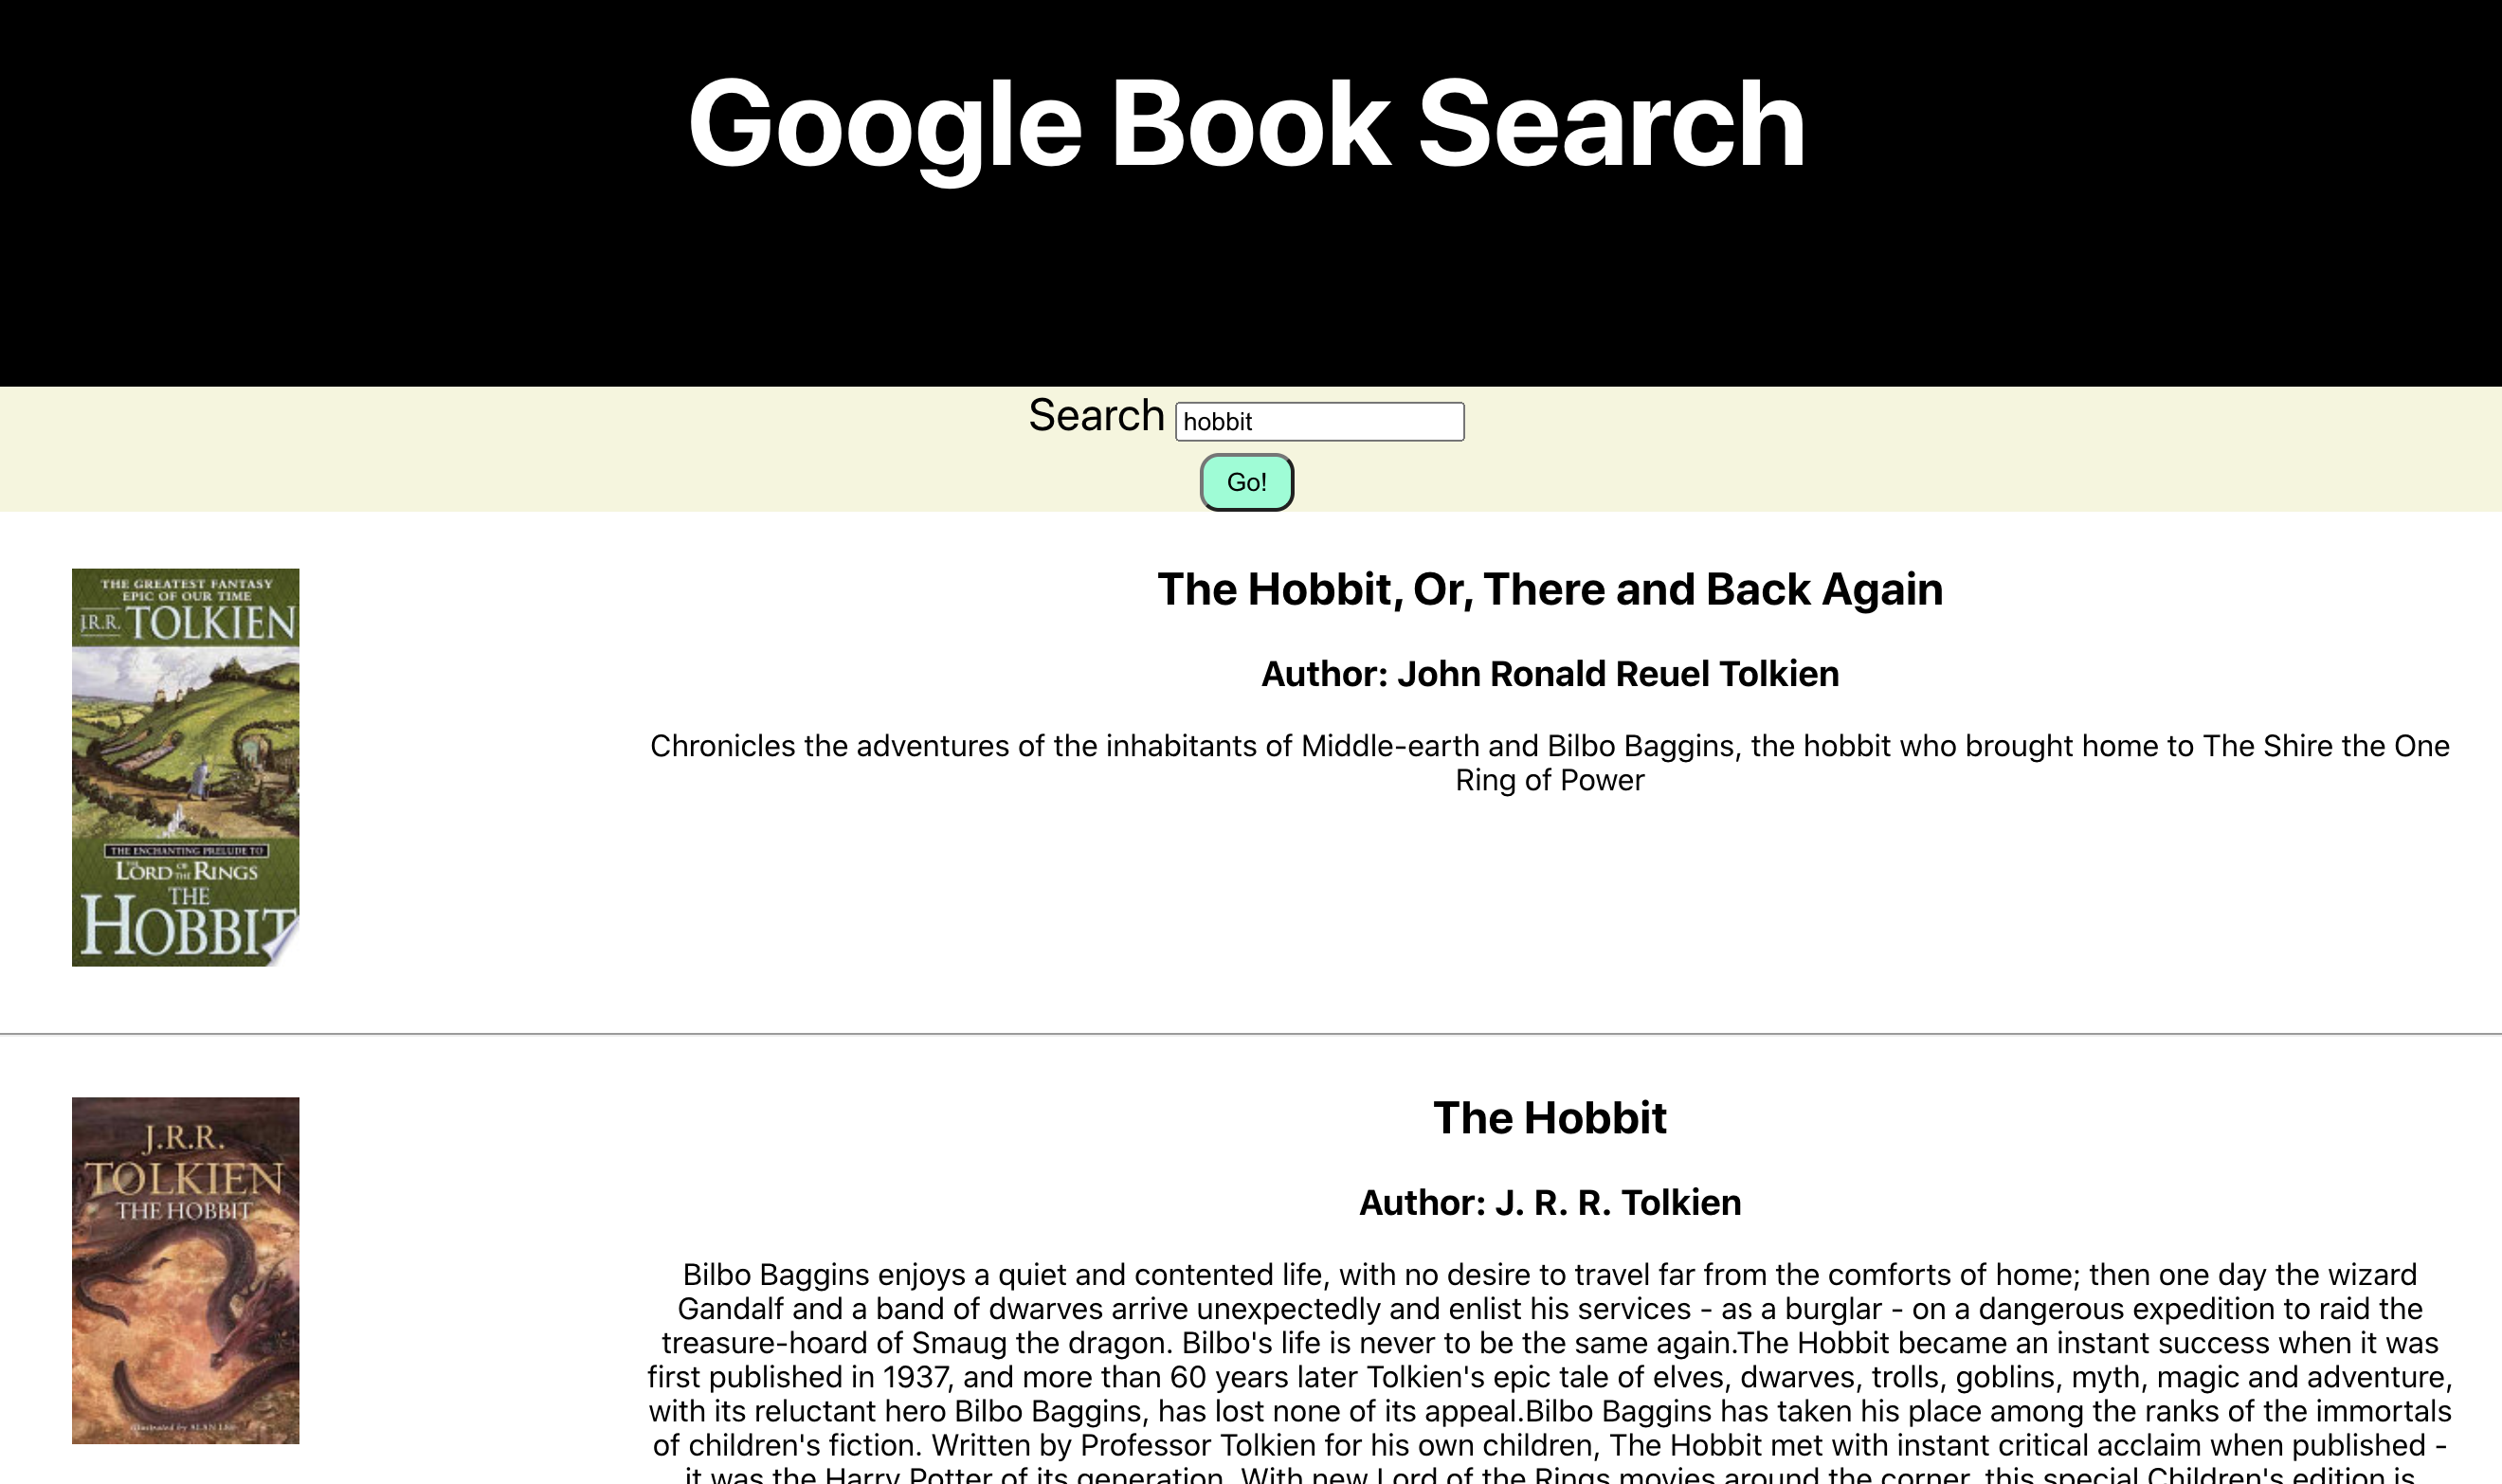 Google Book Search
Search hobbit
Go!
THE GREATEST FANTASY
EPIC OF OUR TIME
J.R.R. TOLKIEN
THE ENCHANTING PRELUDE TO
THE LORD OF THE RINGS
THE
HOBBIT
The Hobbit, Or, There and Back Again
Author: John Ronald Reuel Tolkien
Chronicles the adventures of the inhabitants of Middle-earth and Bilbo Baggins, the hobbit who brought home to The Shire the One
Ring of Power
J.R.R.
TOLKIEN
THE HOBBIT
illustrated by ALAN LEE
The Hobbit
Author: J. R. R. Tolkien
Bilbo Baggins enjoys a quiet and contented life, with no desire to travel far from the comforts of home; then one day the wizard
Gandalf and a band of dwarves arrive unexpectedly and enlist his services - as a burglar - on a dangerous expedition to raid the
treasure-hoard of Smaug the dragon. Bilbo's life is never to be the same again.The Hobbit became an instant success when it was
first published in 1937, and more than 60 years later Tolkien's epic tale of elves, dwarves, trolls, goblins, myth, magic and adventure,
with its reluctant hero Bilbo Baggins, has lost none of its appeal.Bilbo Baggins has taken his place among the ranks of the immortals
of children's fiction. Written by Professor Tolkien for his own children, The Hobbit met with instant critical acclaim when published -
it was the Harry Potter of its generation. With new Lord of the Rings movies around the corner, this special Children's edition is